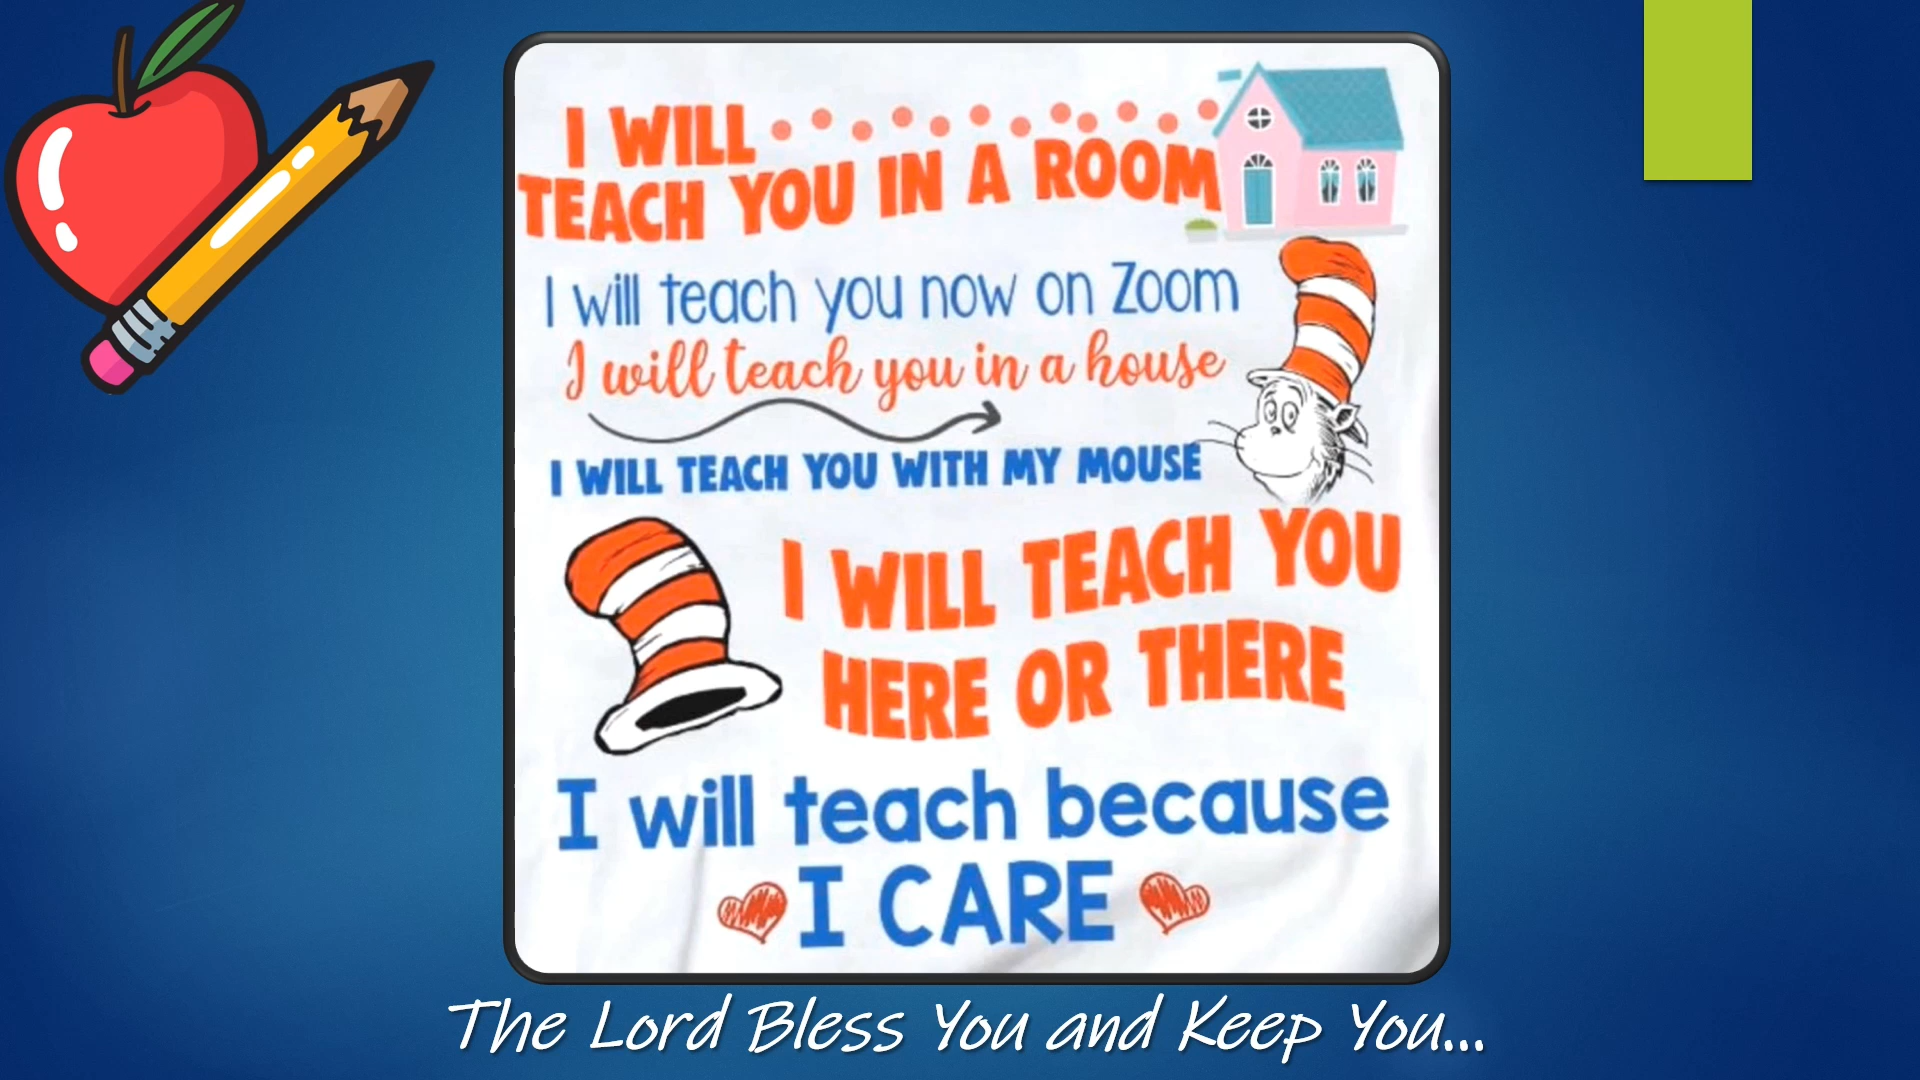 I WILL
TEACH YOU IN A ROOM
I will teach you now on Zoom
I will teach you in a house
I WILL TEACH YOU WITH MY MOUSE
I WILL TEACH YOU
HERE OR THERE
I will teach because
I CARE
The Lord Bless You and Keep You...